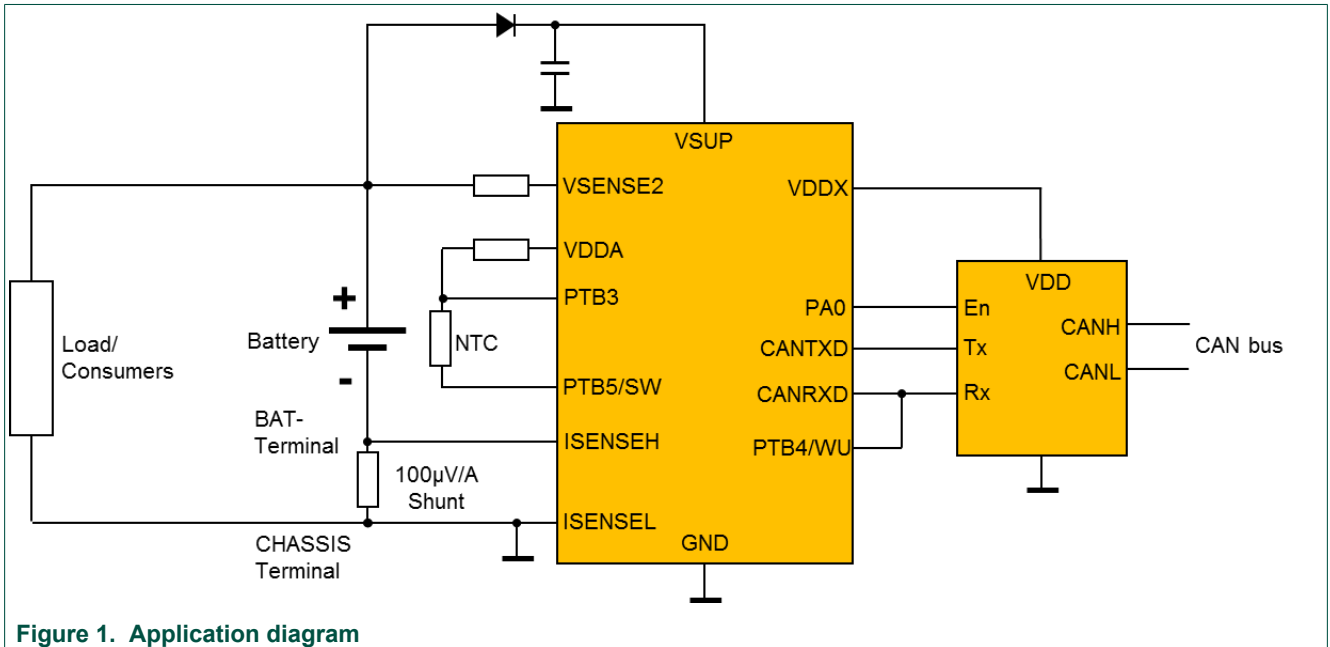 VSUP
VSENSE2
VDDX
VDDA
VDD
+
PTB3
PA0
En
CANH
Battery
NTC
Load/
Consumers
CANTXD
Tx
CAN bus
CANL
-
PTB5/SW
CANRXD
Rx
BAT-
Terminal
ISENSEH
PTB4/WU
100µV/A
Shunt
ISENSEL
CHASSIS
Terminal
GND
Figure 1. Application diagram